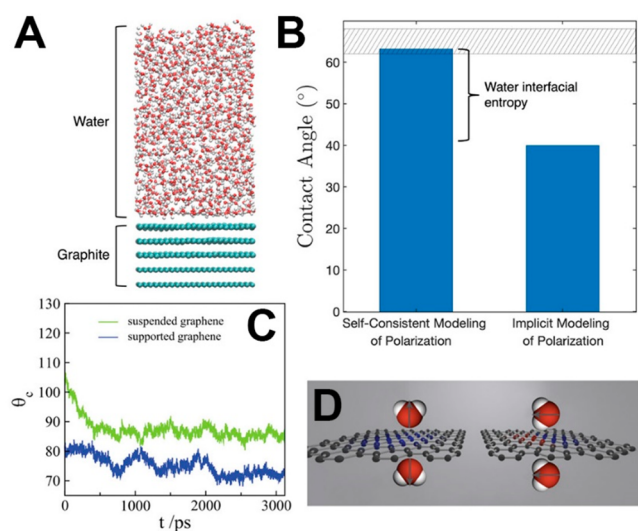 A
Water
Graphite
B
Contact Angle (°)
60
50
40
30
20
10
0
Water interfacial
entropy
Self-Consistent Modeling
of Polarization
Implicit Modeling
of Polarization
C
130
120
110
100
90
80
70
θc
suspended graphene
supported graphene
0
1000
2000
3000
t /ps
D